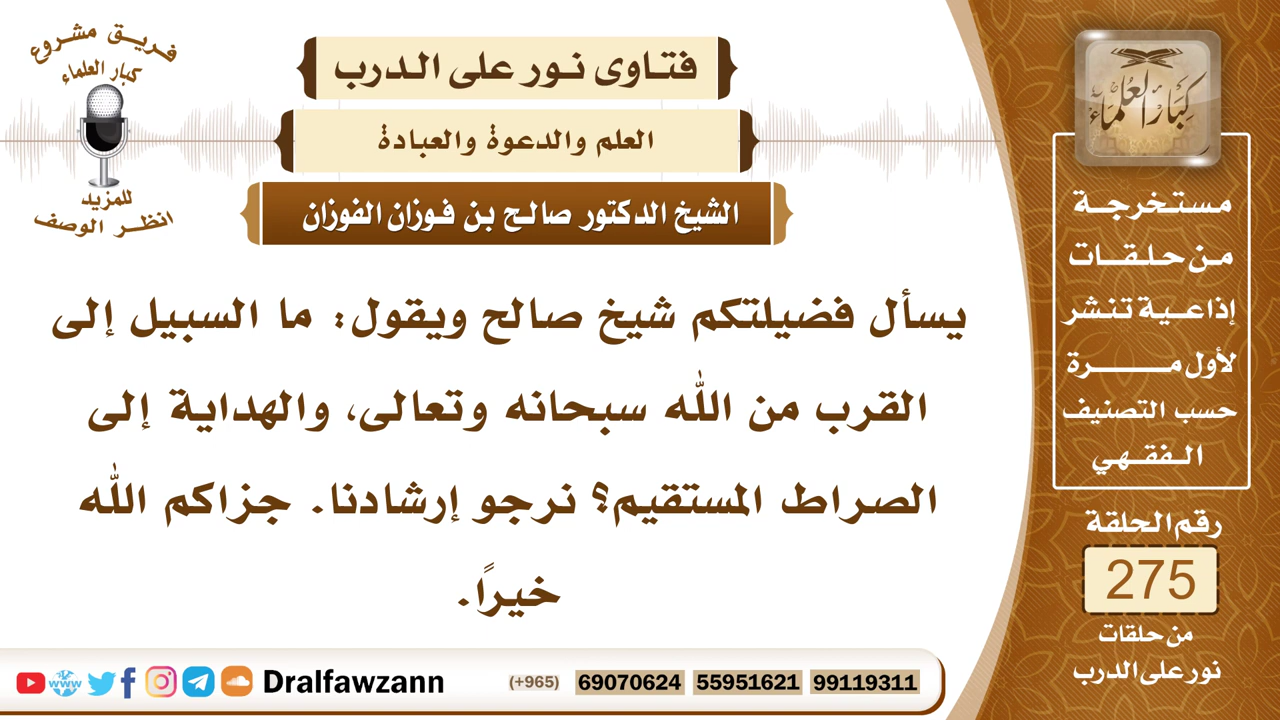 فريق مشروع
كبار العلماء
للمزيد
انظر الوصف
فتاوى نور على الدرب
العلم والدعوة والعبادة
الشيخ الدكتور صالح بن فوزان الفوزان
يسأل فضيلتكم شيخ صالح ويقول: ما السبيل إلى
القرب من الله سبحانه وتعالى، والهداية إلى
الصراط المستقيم؟ نرجو إرشادنا. جزاكم الله
خيرًا.
كبار العلماء
مستخرجة
من حلقات
إذاعية تنشر
لأول مرة
حسب التصنيف
الفقهي
رقم الحلقة
275
من حلقات
نور على الدرب
www Dralfawzann (+965) 69070624 55951621 99119311